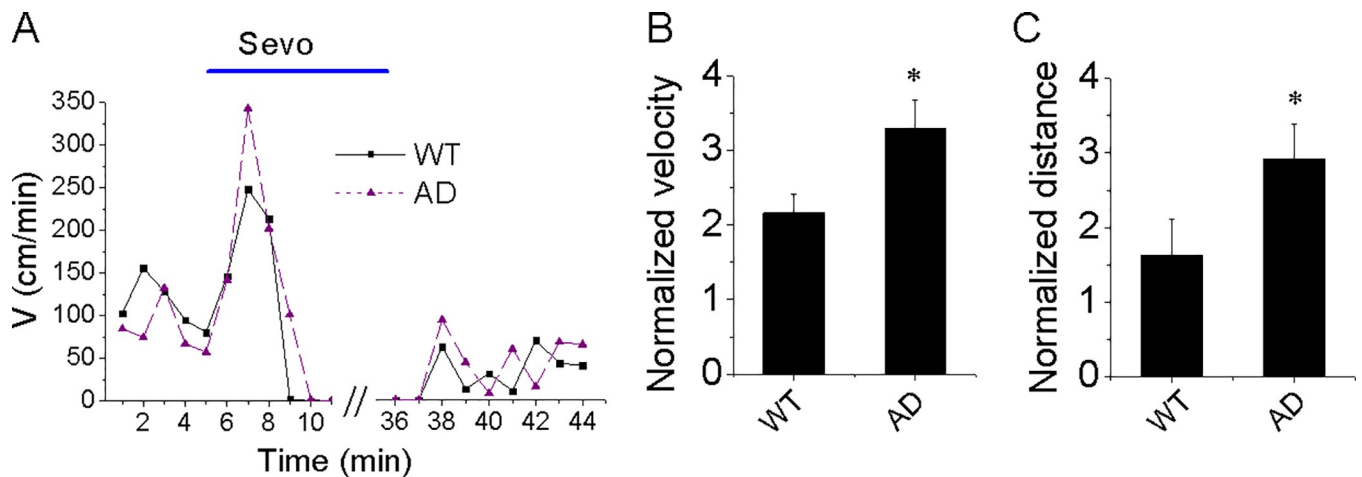 A
Sevo
V (cm/min)
350
300
250
200
150
100
50
0
WT
AD
2 4 6 8 10 // 36 38 40 42 44
Time (min)
B
Normalized velocity
4
3
2
1
0
*
WT AD
C
Normalized distance
4
3
2
1
0
*
WT AD